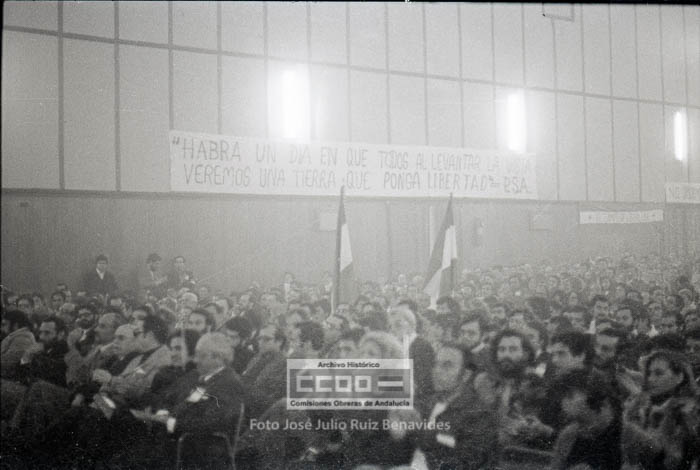 "HABRA UN DIA EN QUE TODOS AL LEVANTAR LA VISTA
VEREMOS UNA TIERRA QUE PONGA LIBERTAD" = P.S.A.
Archivo Histórico
CCOO
Comisiones Obreras de Andalucía
Foto José Julio Ruiz Benavides